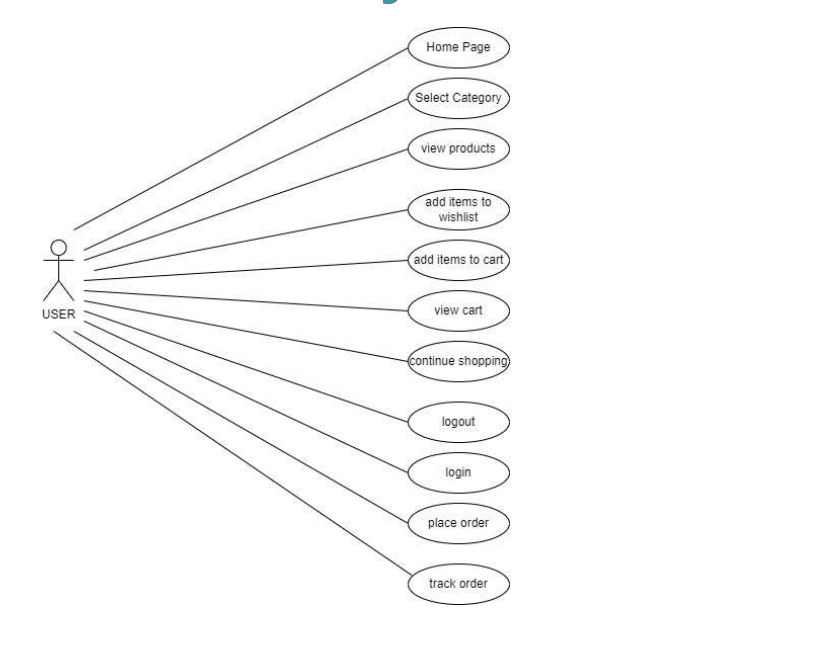 Home Page
Select Category
view products
add items to
wishlist
add items to cart
USER
view cart
continue shopping
logout
login
place order
track order